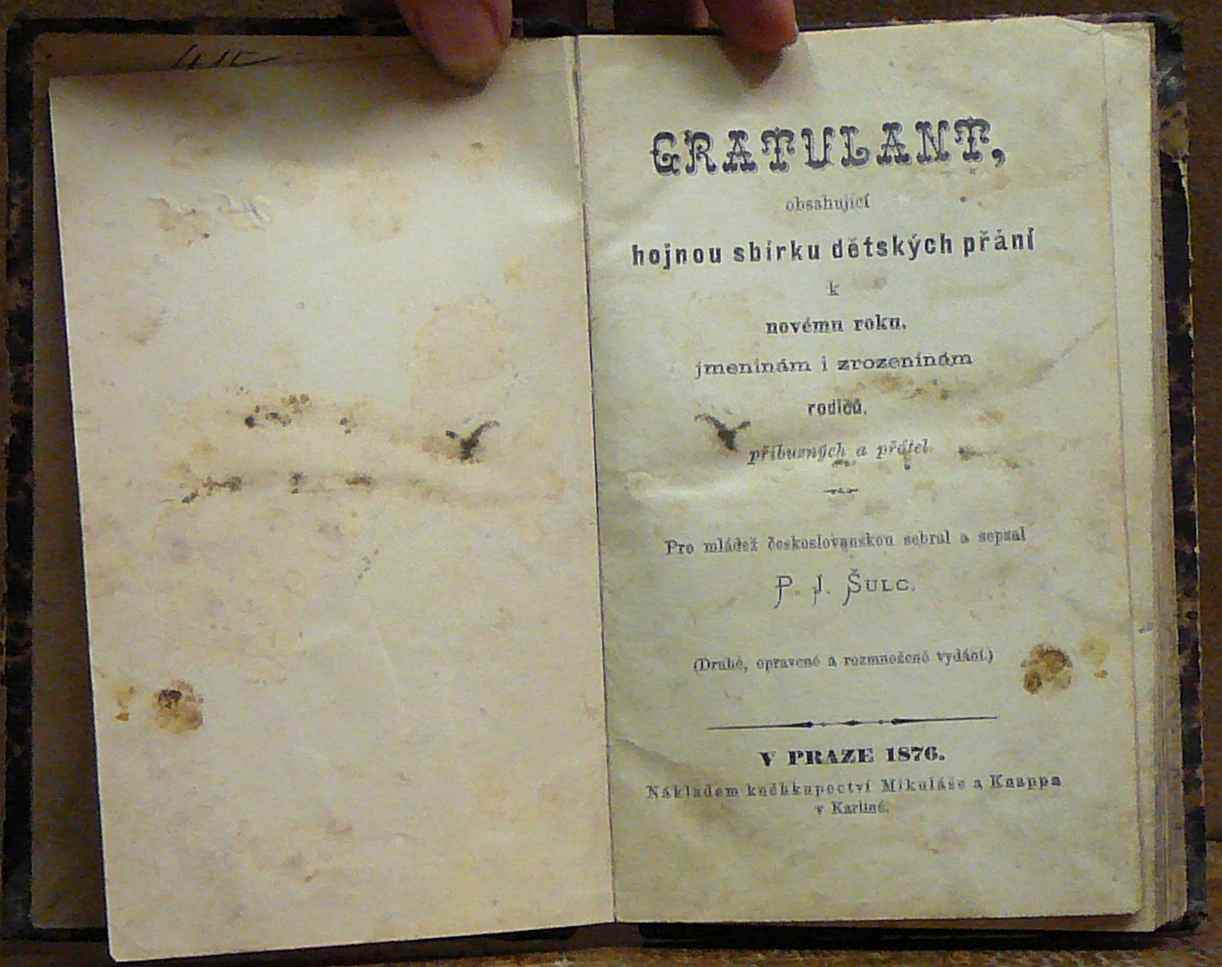 GRATULANT,
obsahující
hojnou sbírku dětských přání
k
novému roku,
jmeninám i zrozeninám
rodičů,
příbuzných a přátel.
Pro mládež českoslovanskou sebral a sepsal
P. J. ŠULC.
(Druhé, opravené a rozmnožené vydání.)
V PRAZE 1876.
Nákladem kněhkupectví Mikuláše a Knappa
v Karlíně.